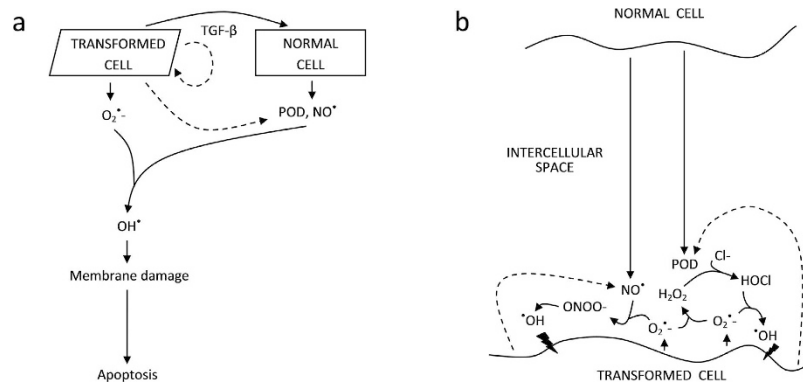 a
TGF-β
TRANSFORMED
CELL
NORMAL
CELL
O₂•-
POD, NO•
OH•
Membrane damage
Apoptosis
b
NORMAL CELL
INTERCELLULAR
SPACE
POD
Cl-
NO•
H₂O₂
HOCl
ONOO-
•OH
O₂•-
O₂•-
•OH
TRANSFORMED CELL